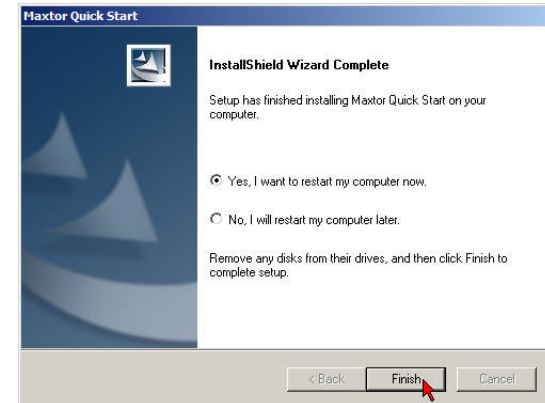 Maxtor Quick Start
InstallShield Wizard Complete
Setup has finished installing Maxtor Quick Start on your
computer.
Yes, I want to restart my computer now.
No, I will restart my computer later.
Remove any disks from their drives, and then click Finish to
complete setup.
< Back
Finish
Cancel